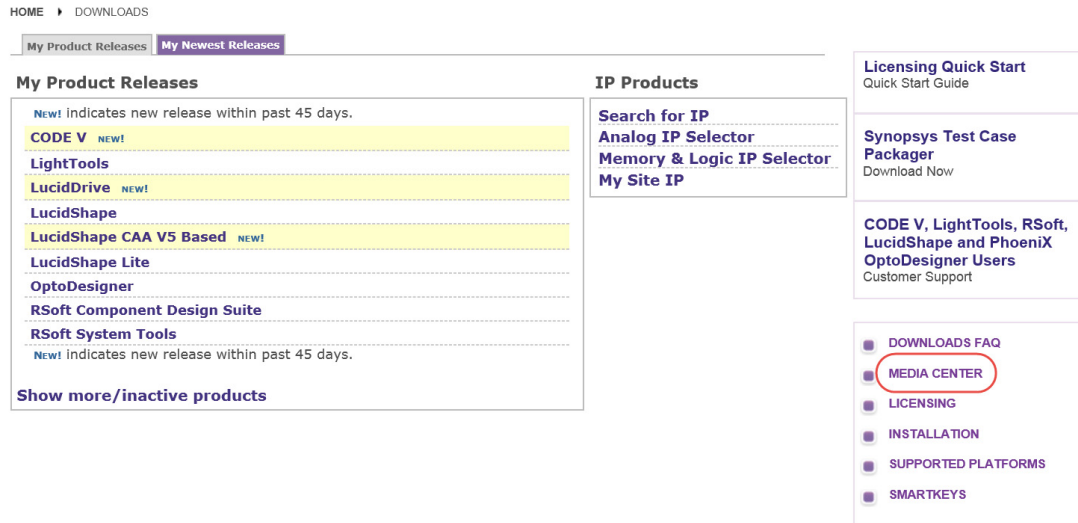 HOME ▸ DOWNLOADS
My Product Releases My Newest Releases
My Product Releases
NEW! indicates new release within past 45 days.
CODE V NEW!
LightTools
LucidDrive NEW!
LucidShape
LucidShape CAA V5 Based NEW!
LucidShape Lite
OptoDesigner
RSoft Component Design Suite
RSoft System Tools
NEW! indicates new release within past 45 days.
Show more/inactive products
IP Products
Search for IP
Analog IP Selector
Memory & Logic IP Selector
My Site IP
Licensing Quick Start
Quick Start Guide
Synopsys Test Case
Packager
Download Now
CODE V, LightTools, RSoft,
LucidShape and PhoeniX
OptoDesigner Users
Customer Support
DOWNLOADS FAQ
MEDIA CENTER
LICENSING
INSTALLATION
SUPPORTED PLATFORMS
SMARTKEYS